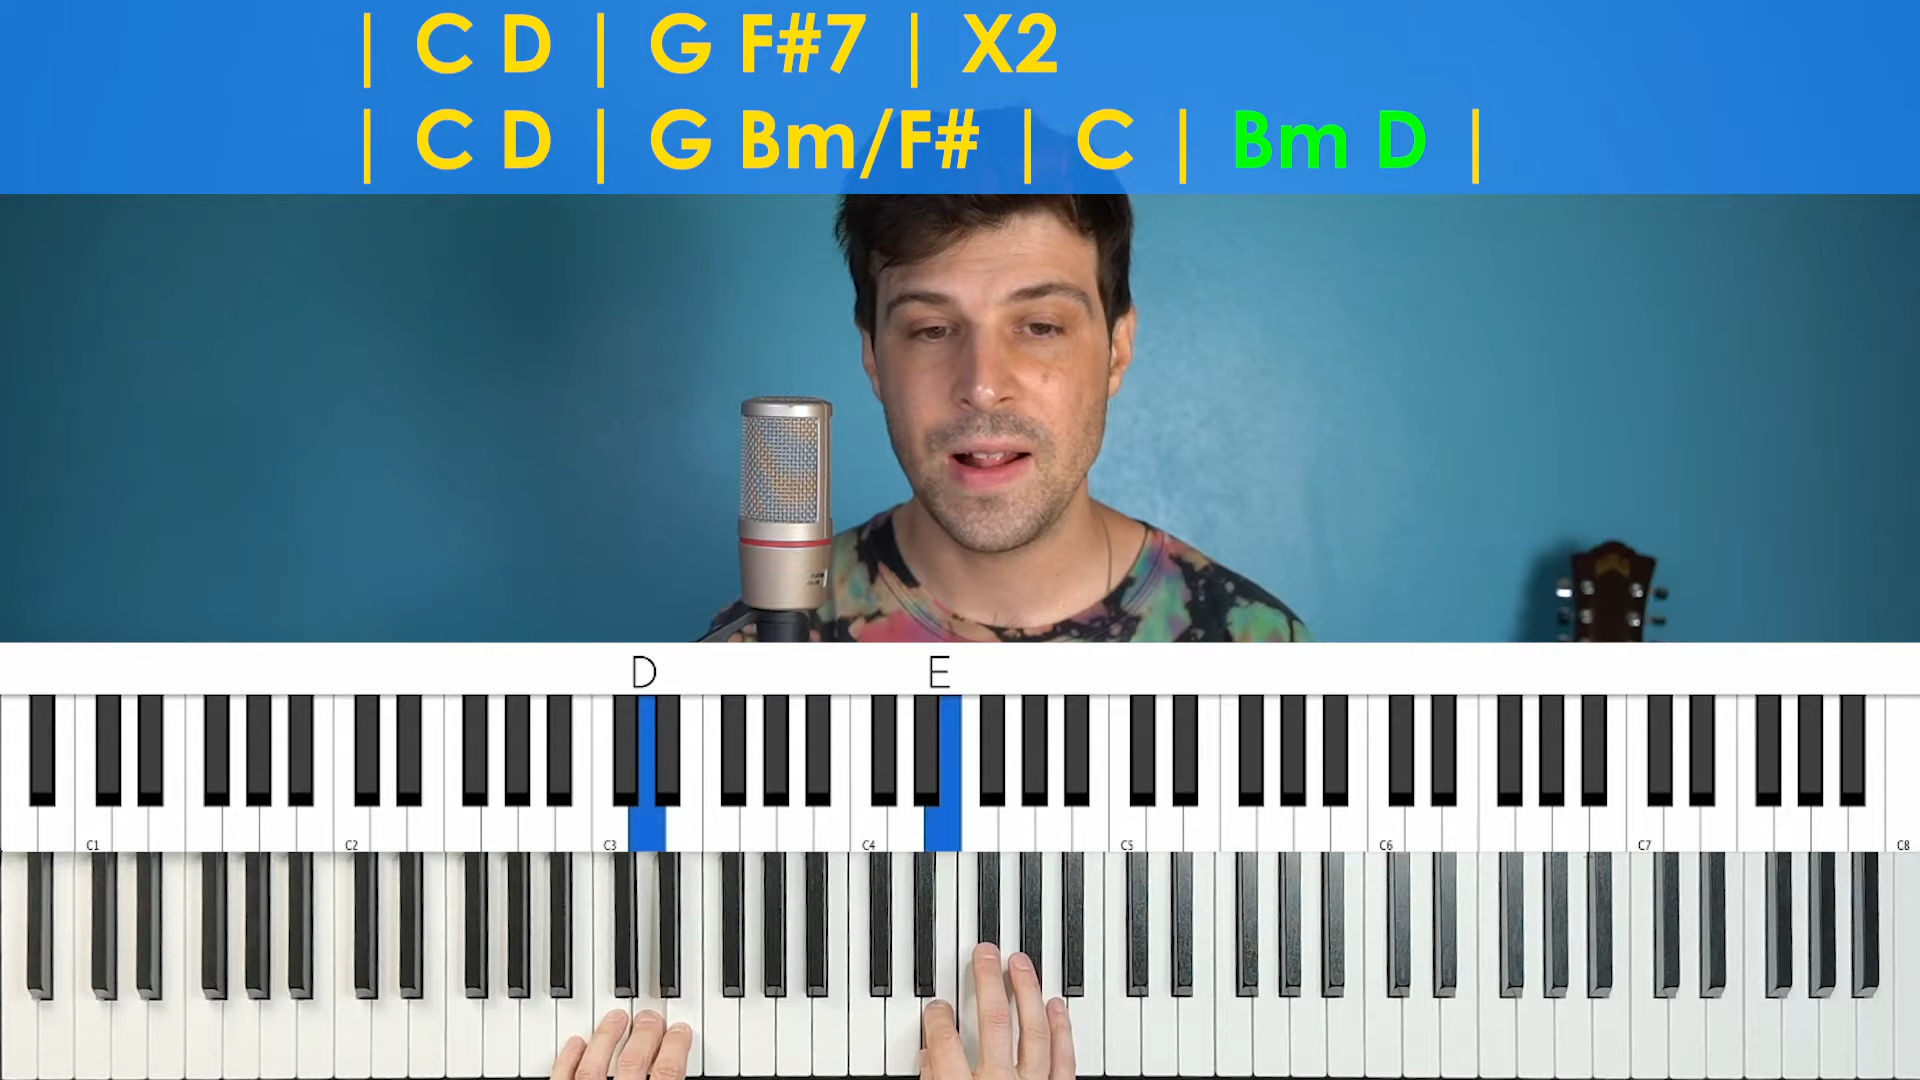 | C D | G F#7 | X2
| C D | G Bm/F# | C | Bm D |
D E
C1 C2 C3 C4 C5 C6 C7 C8